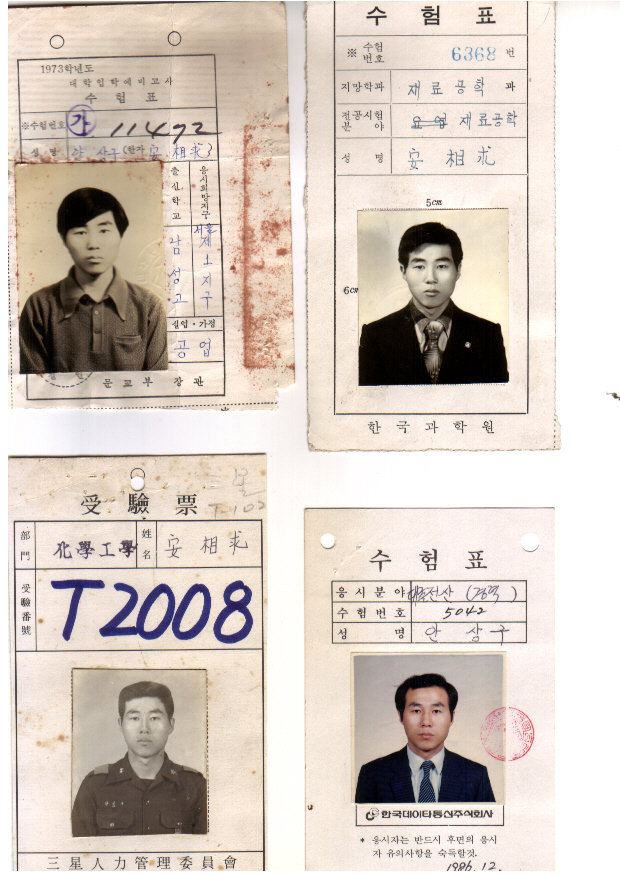 1973학년도
대학입학예비고사
수 험 표
※수험번호 가 11472
성 명 안상구 (한자 安相求)
출신학교 남성고
응시희망지구 서울 제1지구
실업·가정
공업
문교부 장관
수 험 표
※ 수험번호 6368 번
지망학과 재료공학 과
전공시험분야 재료공학
성 명 安相求
5cm
6cm
한국과학원
受驗票
部門 化學工學 姓名 安相求
受驗番號 T2008
三星人力管理委員會
수 험 표
응시분야 전산 (경력)
수험번호 5042
성 명 안상구
한국데이타통신주식회사
* 응시자는 반드시 후면의 응시
자 유의사항을 숙독할것.
1986.12.